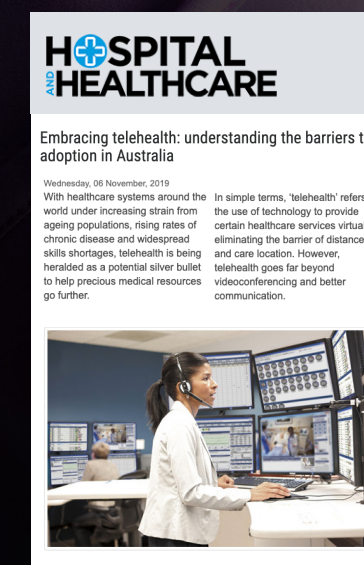 HOSPITAL
AND HEALTHCARE
Embracing telehealth: understanding the barriers t
adoption in Australia
Wednesday, 06 November, 2019
With healthcare systems around the
world under increasing strain from
ageing populations, rising rates of
chronic disease and widespread
skills shortages, telehealth is being
heralded as a potential silver bullet
to help precious medical resources
go further.
In simple terms, 'telehealth' refers
the use of technology to provide
certain healthcare services virtual
eliminating the barrier of distance
and care location. However,
telehealth goes far beyond
videoconferencing and better
communication.